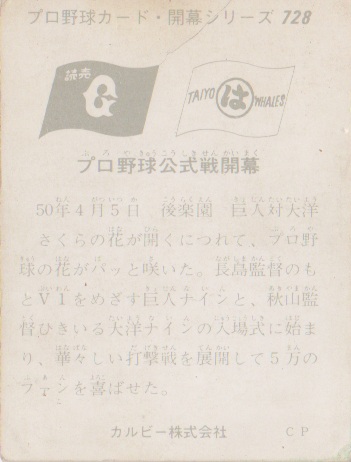 プロ野球カード・開幕シリーズ 728
読売
G
TAIYO は WHALES
プロ野球公式戦開幕
50年4月5日 後楽園 巨人対大洋
さくらの花が開くにつれて、プロ野
球の花がパッと咲いた。長島監督のも
とV1をめざす巨人ナインと、秋山監
督ひきいる大洋ナインの入場式に始ま
り、華々しい打撃戦を展開して5万の
ファンを喜ばせた。
カルビー株式会社 CP